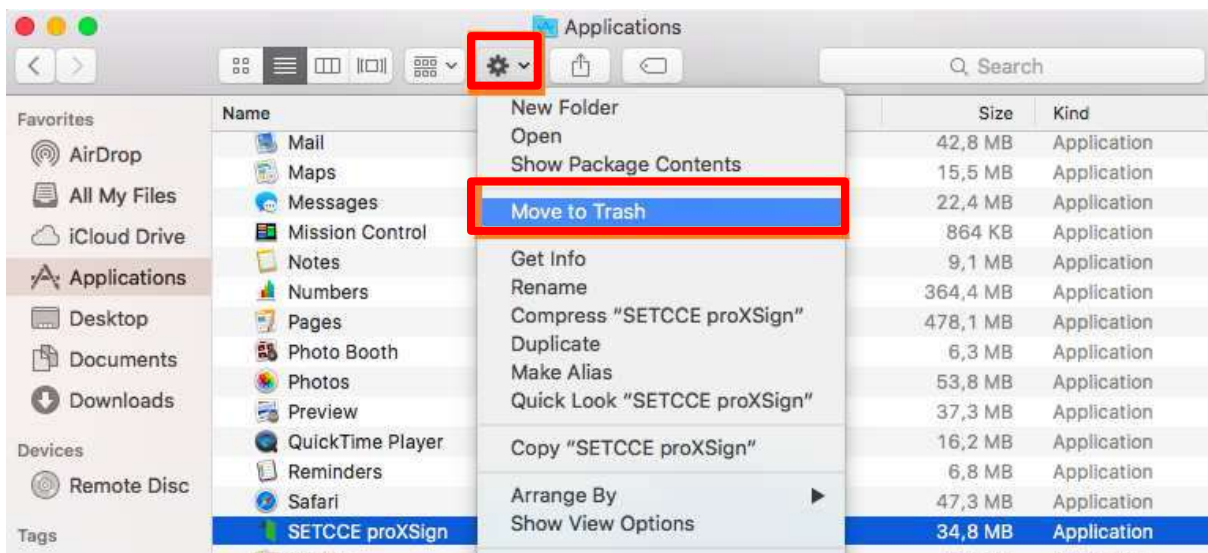 Applications
Search
Favorites
AirDrop
All My Files
iCloud Drive
Applications
Desktop
Documents
Downloads
Devices
Remote Disc
Tags
Name Size Kind
Mail 42,8 MB Application
Maps 15,5 MB Application
Messages 22,4 MB Application
Mission Control 864 KB Application
Notes 9,1 MB Application
Numbers 364,4 MB Application
Pages 478,1 MB Application
Photo Booth 6,3 MB Application
Photos 53,8 MB Application
Preview 37,3 MB Application
QuickTime Player 16,2 MB Application
Reminders 6,8 MB Application
Safari 47,3 MB Application
SETCCE proXSign 34,8 MB Application
New Folder
Open
Show Package Contents
Move to Trash
Get Info
Rename
Compress "SETCCE proXSign"
Duplicate
Make Alias
Quick Look "SETCCE proXSign"
Copy "SETCCE proXSign"
Arrange By
Show View Options